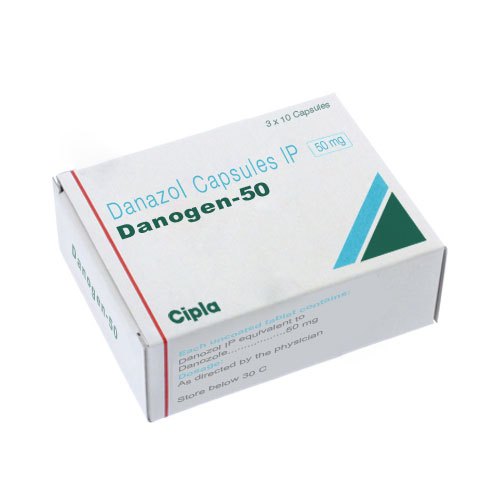 3 x 10 Capsules
Danazol Capsules IP 50 mg
Danogen-50
Cipla
Danogen-50
Each uncoated tablet contains:
Danozol IP equivalent to
Danazole..................50 mg
Dosage:
As directed by the physician
Store below 30 C